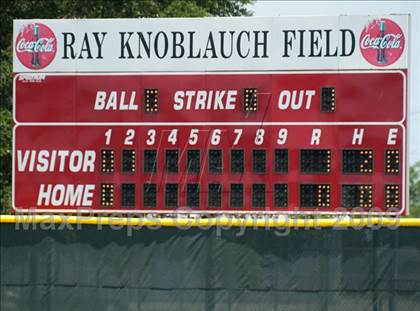 Coca-Cola RAY KNOBLAUCH FIELD Coca-Cola
SPECTRUM
BALL STRIKE OUT
1 2 3 4 5 6 7 8 9 R H E
VISITOR
HOME
MaxPreps Copyright 2009